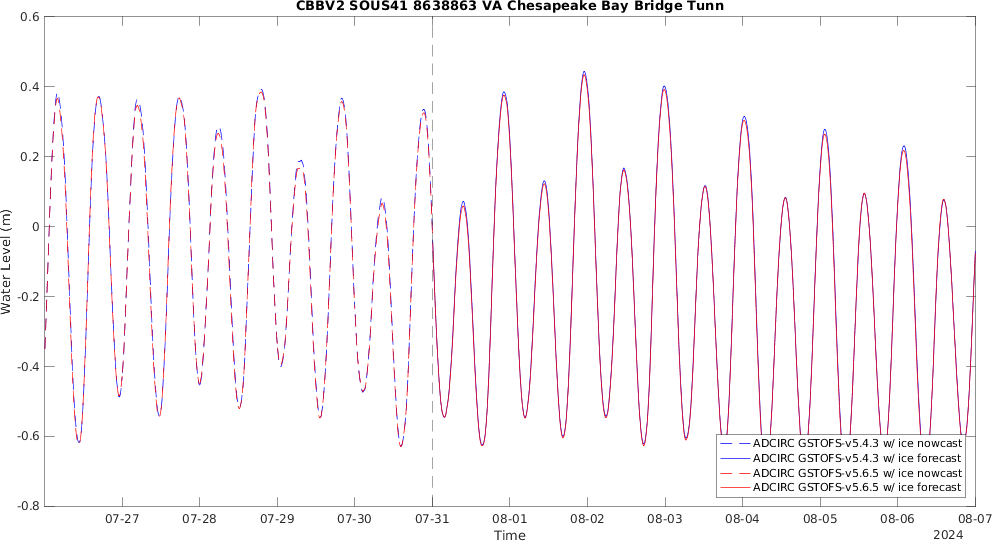 CBBV2 SOUS41 8638863 VA Chesapeake Bay Bridge Tunn
Water Level (m)
0.6
0.4
0.2
0
-0.2
-0.4
-0.6
-0.8
ADCIRC GSTOFS-v5.4.3 w/ ice nowcast
ADCIRC GSTOFS-v5.4.3 w/ ice forecast
ADCIRC GSTOFS-v5.6.5 w/ ice nowcast
ADCIRC GSTOFS-v5.6.5 w/ ice forecast
07-27 07-28 07-29 07-30 07-31 08-01 08-02 08-03 08-04 08-05 08-06 08-07
Time
2024